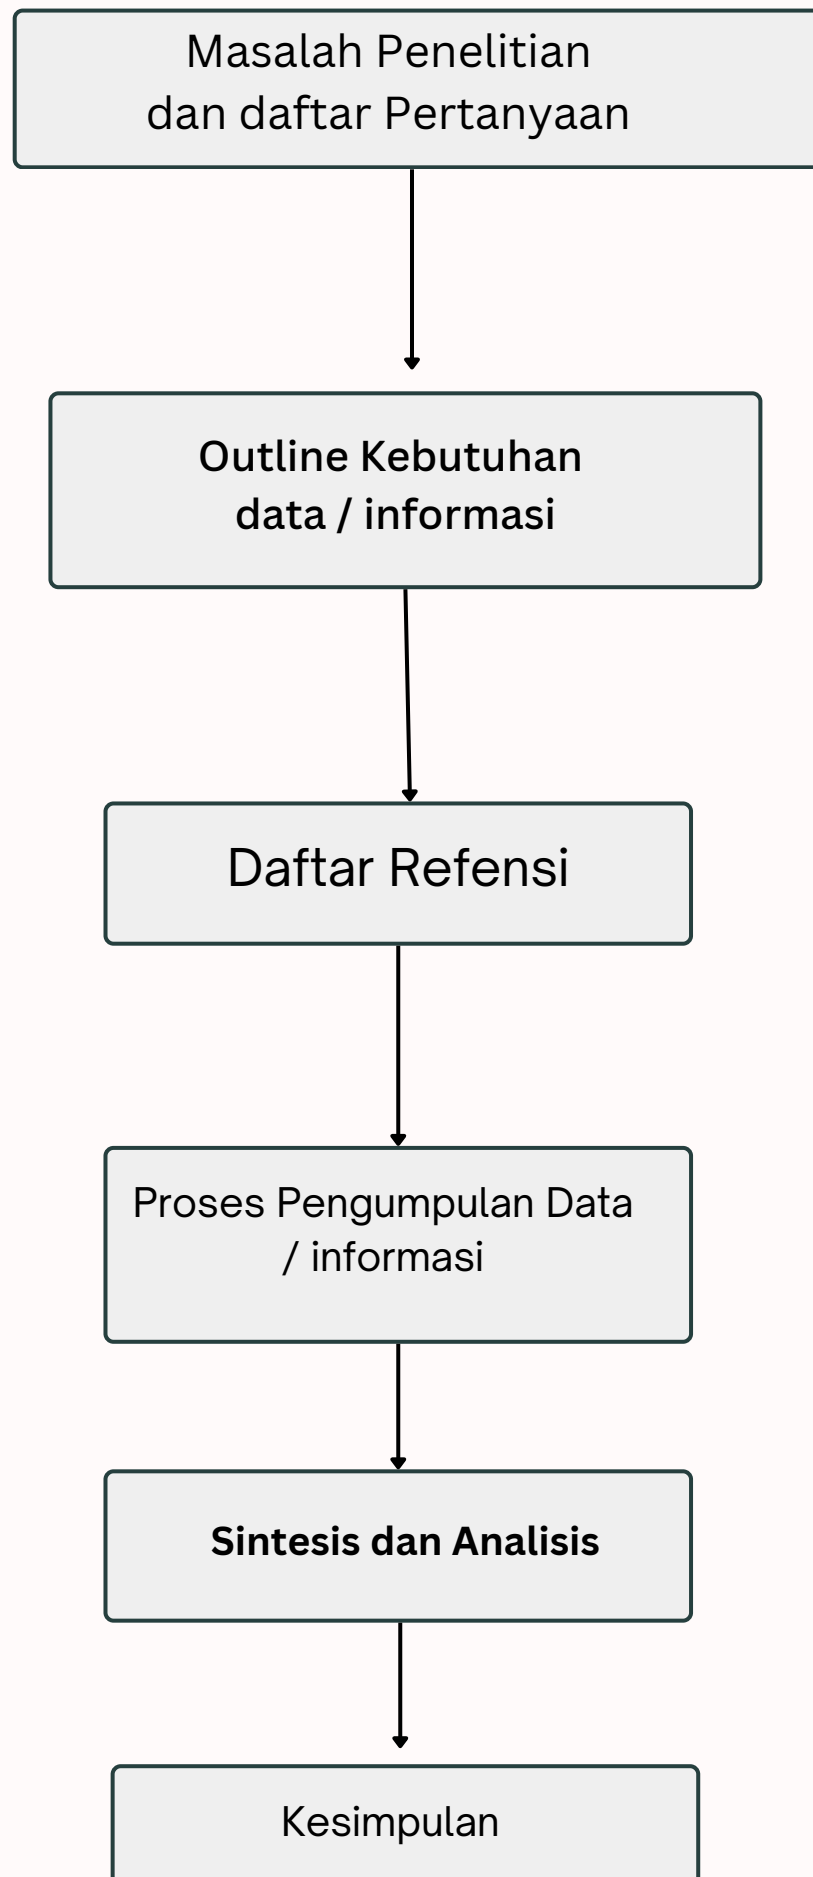 Masalah Penelitian
dan daftar Pertanyaan
Outline Kebutuhan
data / informasi
Daftar Refensi
Proses Pengumpulan Data
/ informasi
Sintesis dan Analisis
Kesimpulan